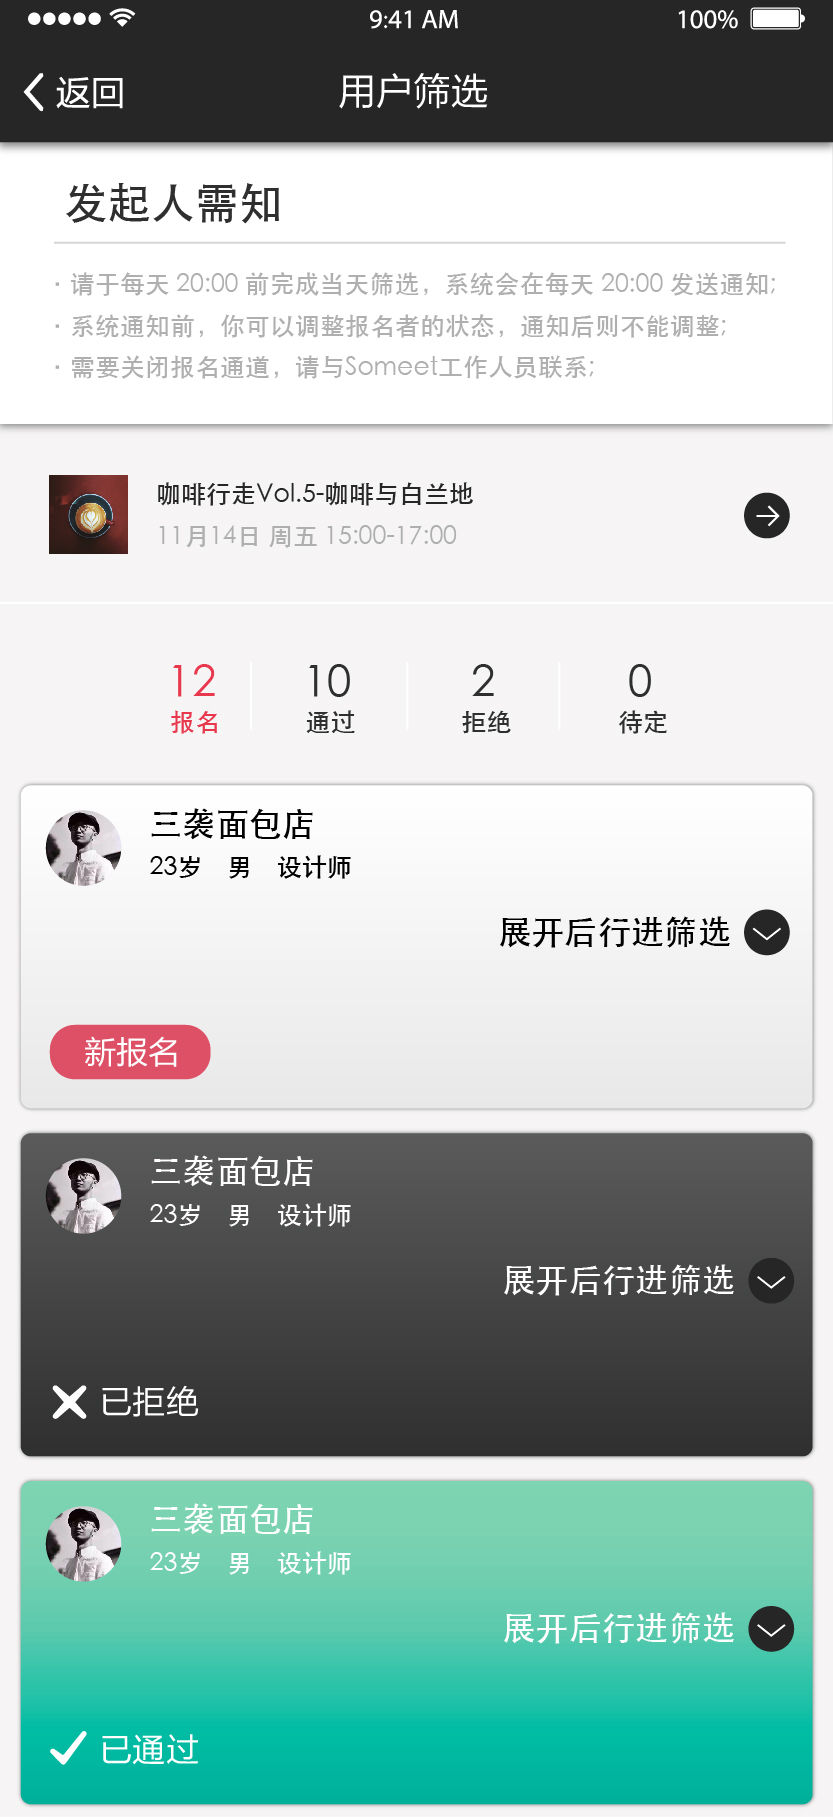 9:41 AM 100%
返回 用户筛选
发起人需知
· 请于每天 20:00 前完成当天筛选，系统会在每天 20:00 发送通知;
· 系统通知前，你可以调整报名者的状态，通知后则不能调整;
· 需要关闭报名通道，请与Someet工作人员联系;
咖啡行走Vol.5-咖啡与白兰地
11月14日 周五 15:00-17:00
12 10 2 0
报名 通过 拒绝 待定
三袭面包店
23岁 男 设计师
展开后行进筛选
新报名
三袭面包店
23岁 男 设计师
展开后行进筛选
已拒绝
三袭面包店
23岁 男 设计师
展开后行进筛选
已通过